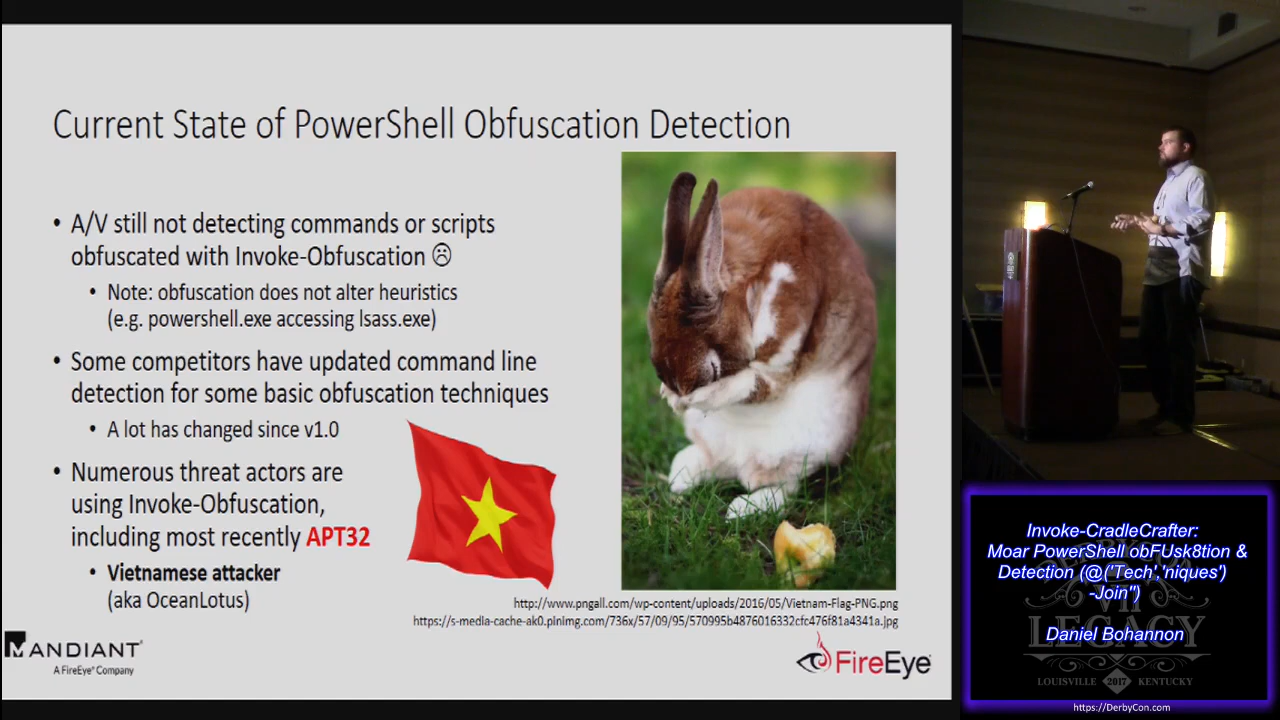 Current State of PowerShell Obfuscation Detection
• A/V still not detecting commands or scripts
obfuscated with Invoke-Obfuscation ☹
• Note: obfuscation does not alter heuristics
(e.g. powershell.exe accessing lsass.exe)
• Some competitors have updated command line
detection for some basic obfuscation techniques
• A lot has changed since v1.0
• Numerous threat actors are
using Invoke-Obfuscation,
including most recently APT32
• Vietnamese attacker
(aka OceanLotus)
http://www.pngall.com/wp-content/uploads/2016/05/Vietnam-Flag-PNG.png
https://s-media-cache-ak0.pinimg.com/736x/57/09/95/570995b4876016332cfc476f81a4341a.jpg
MANDIANT®
A FireEye® Company
FireEye™
Invoke-CradleCrafter:
Moar PowerShell obFUsk8tion &
Detection (@('Tech','niques')
-Join'')
Daniel Bohannon
LEGACY
LOUISVILLE 2017 KENTUCKY
https://DerbyCon.com